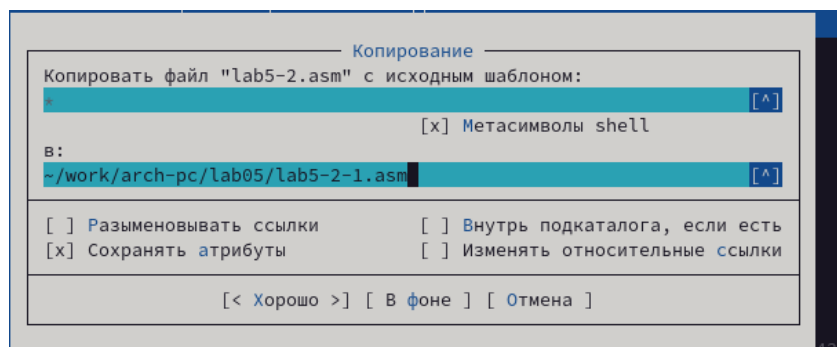 Копирование
Копировать файл "lab5-2.asm" с исходным шаблоном:
* [^]
[x] Метасимволы shell
в:
~/work/arch-pc/lab05/lab5-2-1.asm [^]
[ ] Разыменовывать ссылки [ ] Внутрь подкаталога, если есть
[x] Сохранять атрибуты [ ] Изменять относительные ссылки
[< Хорошо >] [ В фоне ] [ Отмена ]